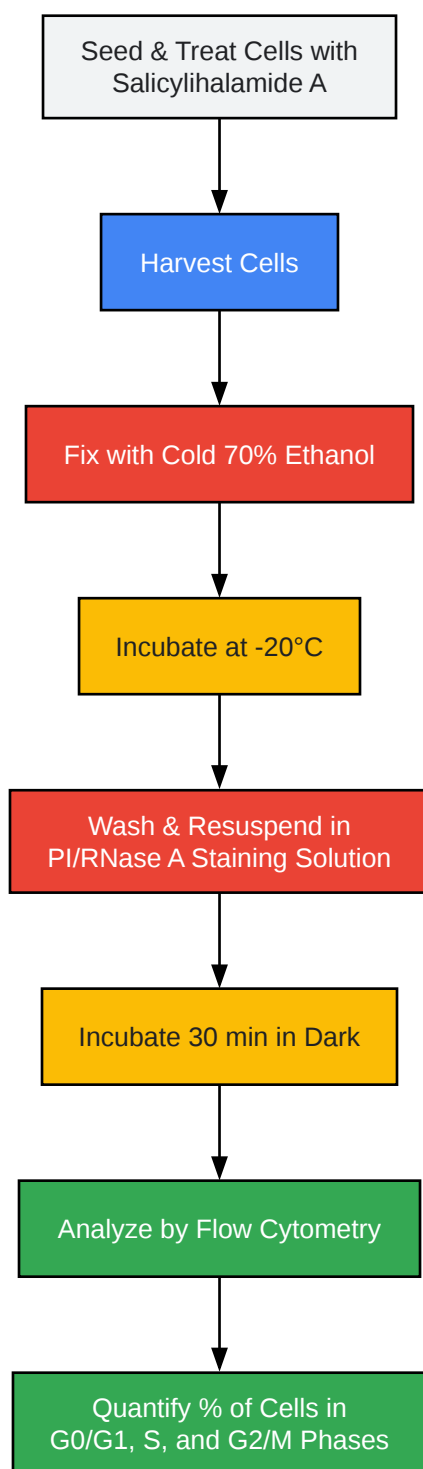 Seed & Treat Cells with
Salicylihalamide A
Harvest Cells
Fix with Cold 70% Ethanol
Incubate at -20°C
Wash & Resuspend in
PI/RNase A Staining Solution
Incubate 30 min in Dark
Analyze by Flow Cytometry
Quantify % of Cells in
G0/G1, S, and G2/M Phases